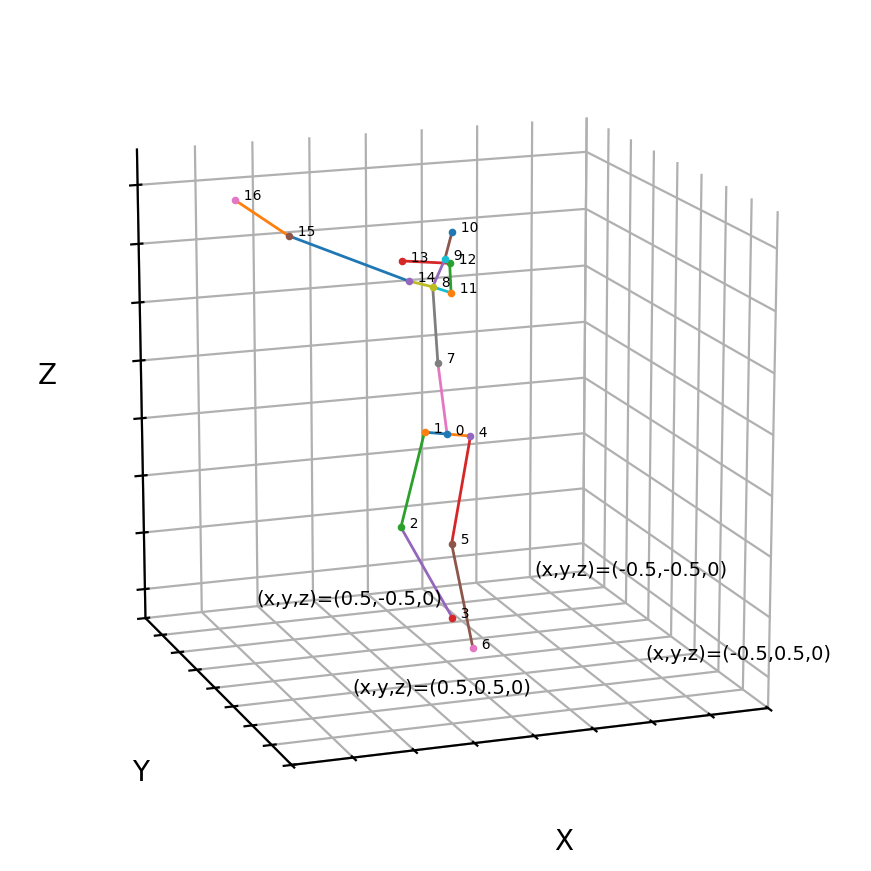 16
15
10
13
9
12
14
8
11
7
Z
1
0
4
2
5
(x,y,z)=(-0.5,-0.5,0)
(x,y,z)=(0.5,-0.5,0)
3
6
(x,y,z)=(-0.5,0.5,0)
(x,y,z)=(0.5,0.5,0)
Y
X